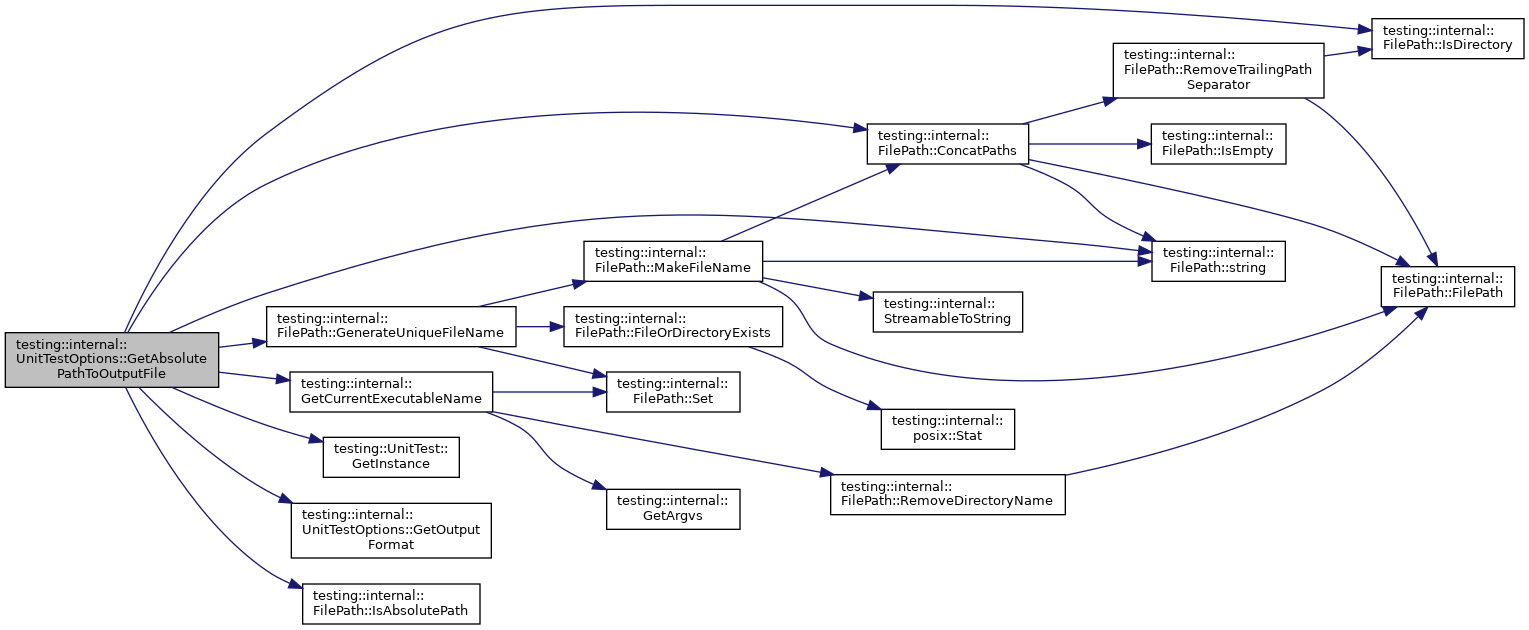 testing::internal::
UnitTestOptions::GetAbsolute
PathToOutputFile
testing::internal::
FilePath::GenerateUniqueFileName
testing::internal::
GetCurrentExecutableName
testing::UnitTest::
GetInstance
testing::internal::
UnitTestOptions::GetOutput
Format
testing::internal::
FilePath::IsAbsolutePath
testing::internal::
FilePath::MakeFileName
testing::internal::
FilePath::FileOrDirectoryExists
testing::internal::
FilePath::Set
testing::internal::
GetArgvs
testing::internal::
FilePath::ConcatPaths
testing::internal::
StreamableToString
testing::internal::
posix::Stat
testing::internal::
FilePath::RemoveDirectoryName
testing::internal::
FilePath::RemoveTrailingPath
Separator
testing::internal::
FilePath::IsEmpty
testing::internal::
FilePath::string
testing::internal::
FilePath::IsDirectory
testing::internal::
FilePath::FilePath